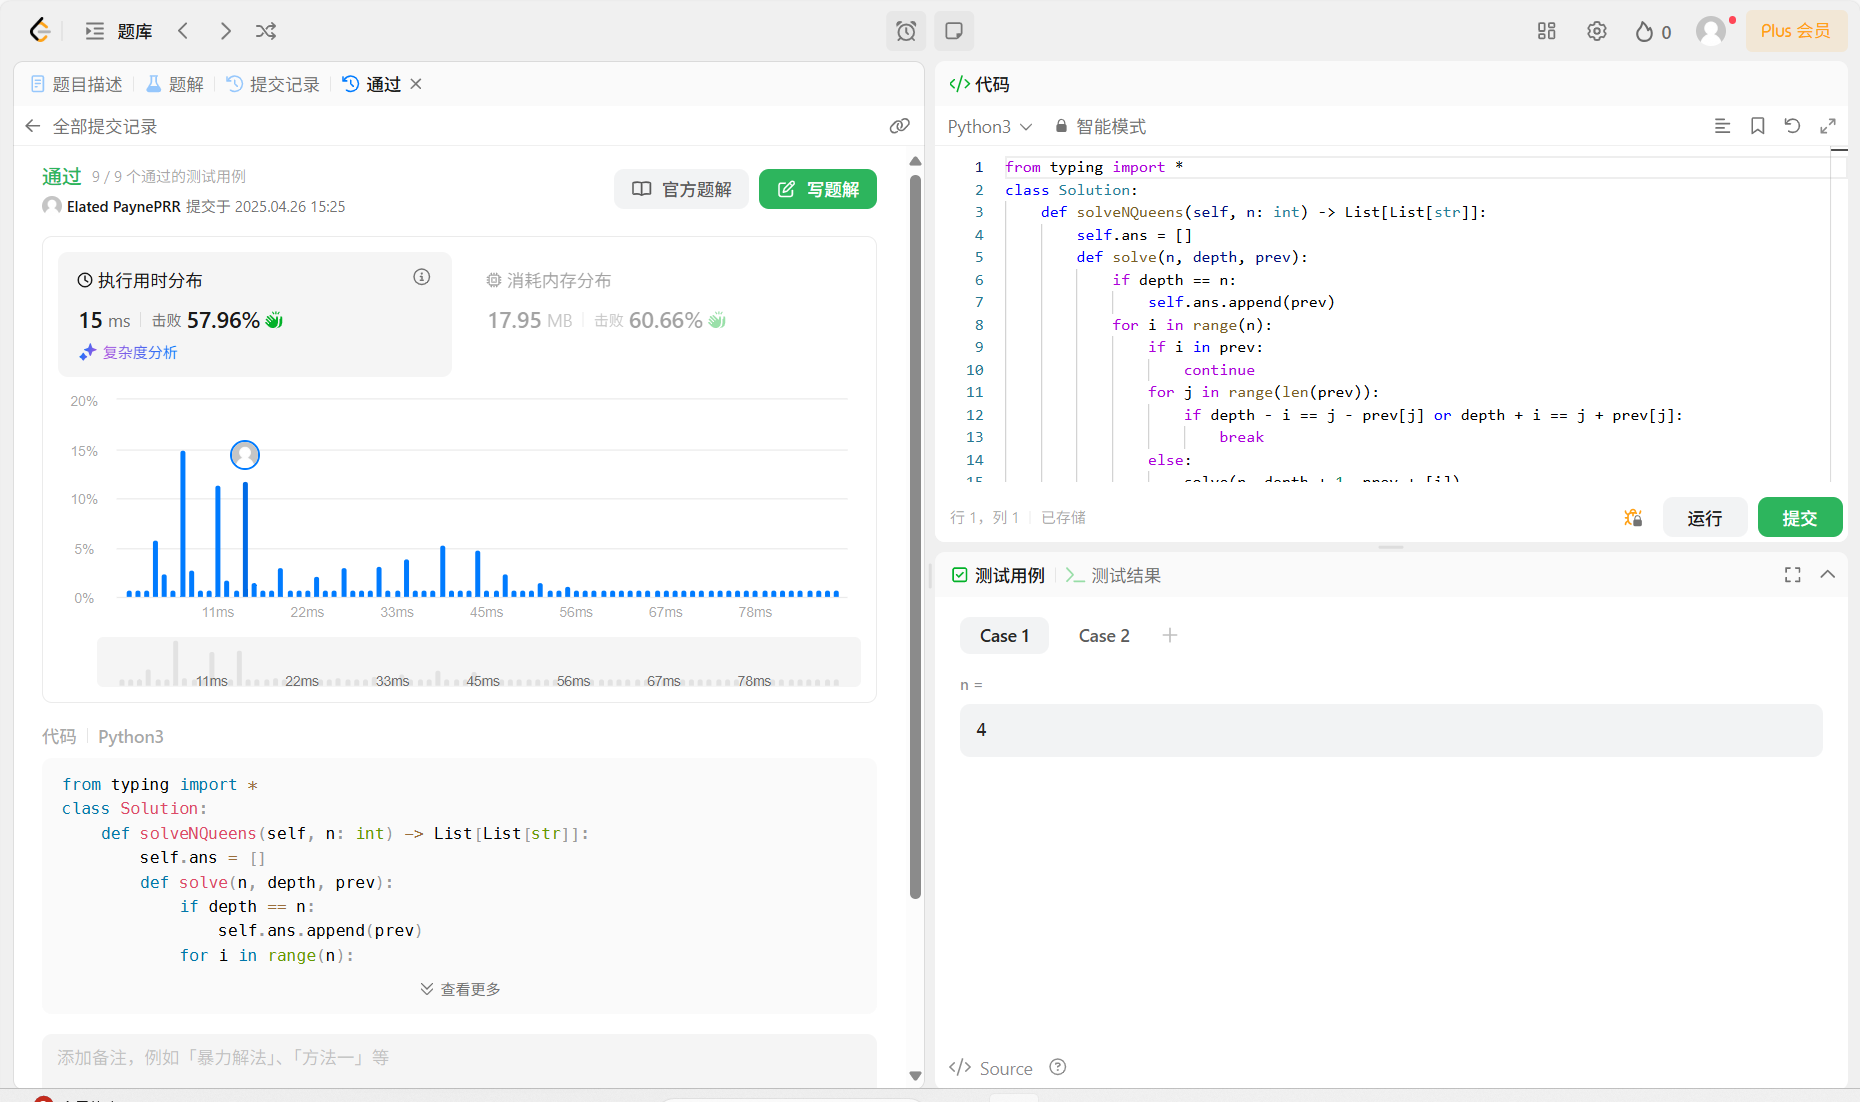 题库
0
Plus 会员
题目描述
题解
提交记录
通过
全部提交记录
通过 9 / 9 个通过的测试用例
Elated PaynePRR 提交于 2025.04.26 15:25
官方题解
写题解
执行用时分布
15 ms 击败 57.96%
复杂度分析
消耗内存分布
17.95 MB 击败 60.66%
20%
15%
10%
5%
0%
11ms 22ms 33ms 45ms 56ms 67ms 78ms
11ms 22ms 33ms 45ms 56ms 67ms 78ms
代码 Python3
from typing import *
class Solution:
    def solveNQueens(self, n: int) -> List[List[str]]:
        self.ans = []
        def solve(n, depth, prev):
            if depth == n:
                self.ans.append(prev)
            for i in range(n):
查看更多
添加备注，例如「暴力解法」、「方法一」等
</> 代码
Python3 智能模式
1 from typing import *
2 class Solution:
3     def solveNQueens(self, n: int) -> List[List[str]]:
4         self.ans = []
5         def solve(n, depth, prev):
6             if depth == n:
7                 self.ans.append(prev)
8             for i in range(n):
9                 if i in prev:
10                     continue
11                 for j in range(len(prev)):
12                     if depth - i == j - prev[j] or depth + i == j + prev[j]:
13                         break
14                 else:
15                     solve(n, depth + 1, prev + [i])
行 1，列 1 已存储
运行
提交
测试用例
测试结果
Case 1
Case 2
n =
4
</> Source